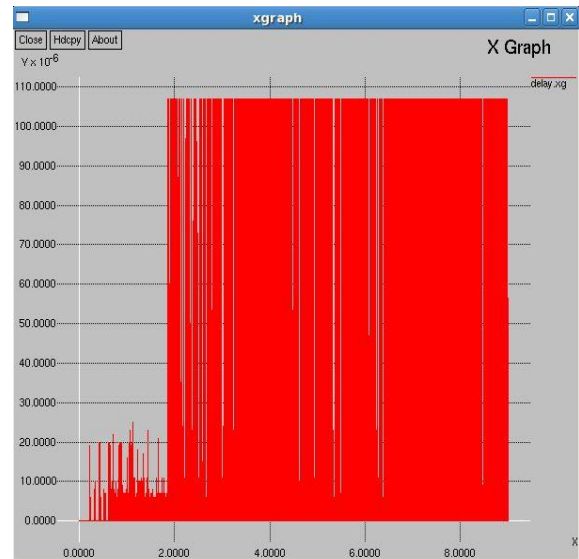 xgraph
Close Hdcpy About
X Graph
Y x 10-6
delay.xg
110.0000
100.0000
90.0000
80.0000
70.0000
60.0000
50.0000
40.0000
30.0000
20.0000
10.0000
0.0000
X
0.0000 2.0000 4.0000 6.0000 8.0000